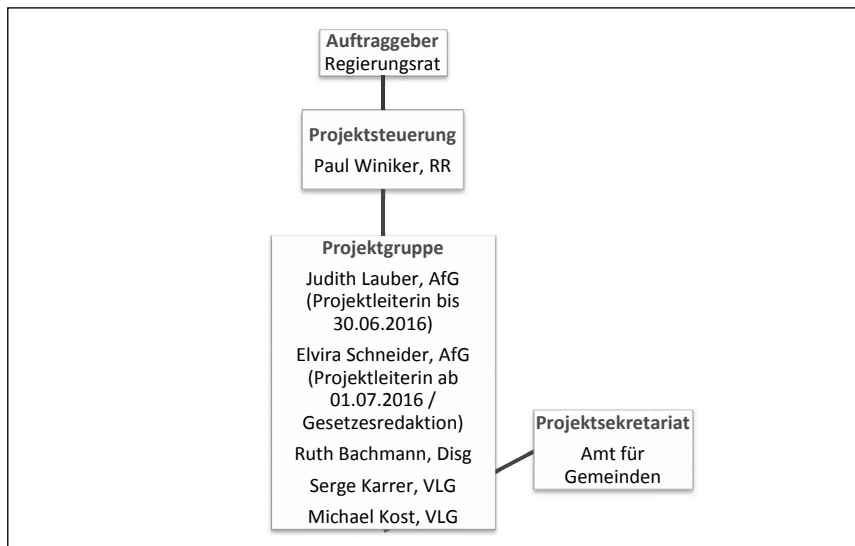 Auftraggeber
Regierungsrat
Projektsteuerung
Paul Winiker, RR
Projektgruppe
Judith Lauber, AfG
(Projektleiterin bis
30.06.2016)
Elvira Schneider, AfG
(Projektleiterin ab
01.07.2016 /
Gesetzesredaktion)
Ruth Bachmann, Disg
Serge Karrer, VLG
Michael Kost, VLG
Projektsekretariat
Amt für
Gemeinden